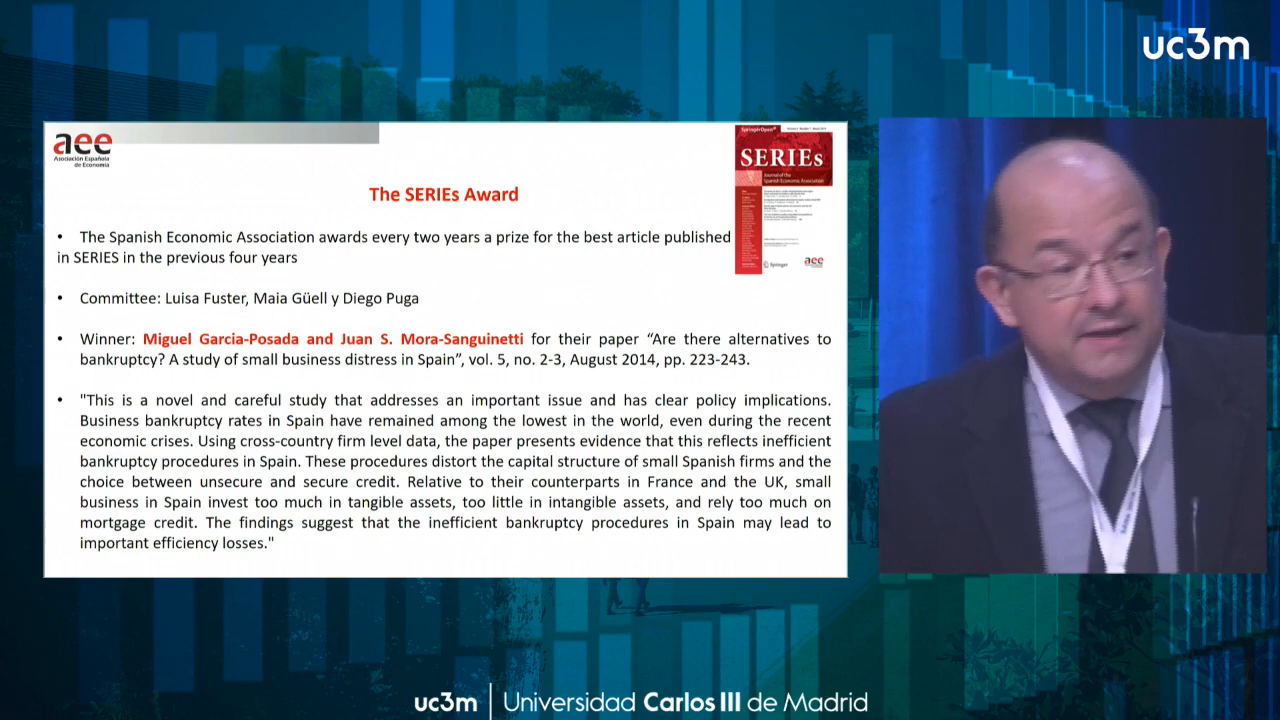 uc3m
aee
Asociación Española
de Economía
SpringerOpen
SERIEs
Journal of the
Spanish Economic Association
Springer
aee
The SERIEs Award
• The Spanish Economic Association awards every two years a prize for the best article published
in SERIES in the previous four years
• Committee: Luisa Fuster, Maia Güell y Diego Puga
• Winner: Miguel Garcia-Posada and Juan S. Mora-Sanguinetti for their paper “Are there alternatives to
bankruptcy? A study of small business distress in Spain”, vol. 5, no. 2-3, August 2014, pp. 223-243.
• "This is a novel and careful study that addresses an important issue and has clear policy implications.
Business bankruptcy rates in Spain have remained among the lowest in the world, even during the recent
economic crises. Using cross-country firm level data, the paper presents evidence that this reflects inefficient
bankruptcy procedures in Spain. These procedures distort the capital structure of small Spanish firms and the
choice between unsecure and secure credit. Relative to their counterparts in France and the UK, small
business in Spain invest too much in tangible assets, too little in intangible assets, and rely too much on
mortgage credit. The findings suggest that the inefficient bankruptcy procedures in Spain may lead to
important efficiency losses."
uc3m | Universidad Carlos III de Madrid